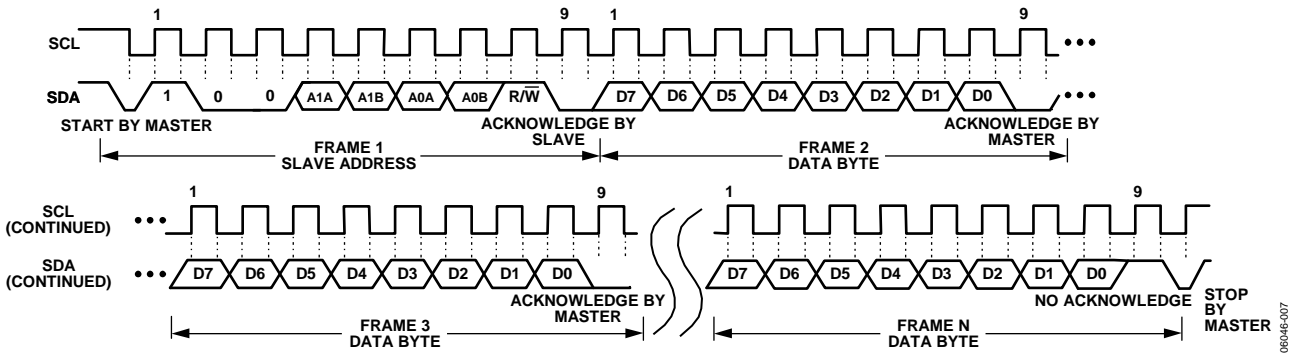 1 9 1 9
SCL
SDA 1 0 0 A1A A1B A0A A0B R/W̅ D7 D6 D5 D4 D3 D2 D1 D0
START BY MASTER
ACKNOWLEDGE BY
SLAVE
ACKNOWLEDGE BY
MASTER
FRAME 1
SLAVE ADDRESS
FRAME 2
DATA BYTE
1 9 1 9
SCL
(CONTINUED)
SDA
(CONTINUED)
D7 D6 D5 D4 D3 D2 D1 D0 D7 D6 D5 D4 D3 D2 D1 D0
ACKNOWLEDGE BY
MASTER
NO ACKNOWLEDGE
STOP
BY
MASTER
FRAME 3
DATA BYTE
FRAME N
DATA BYTE
06046-007